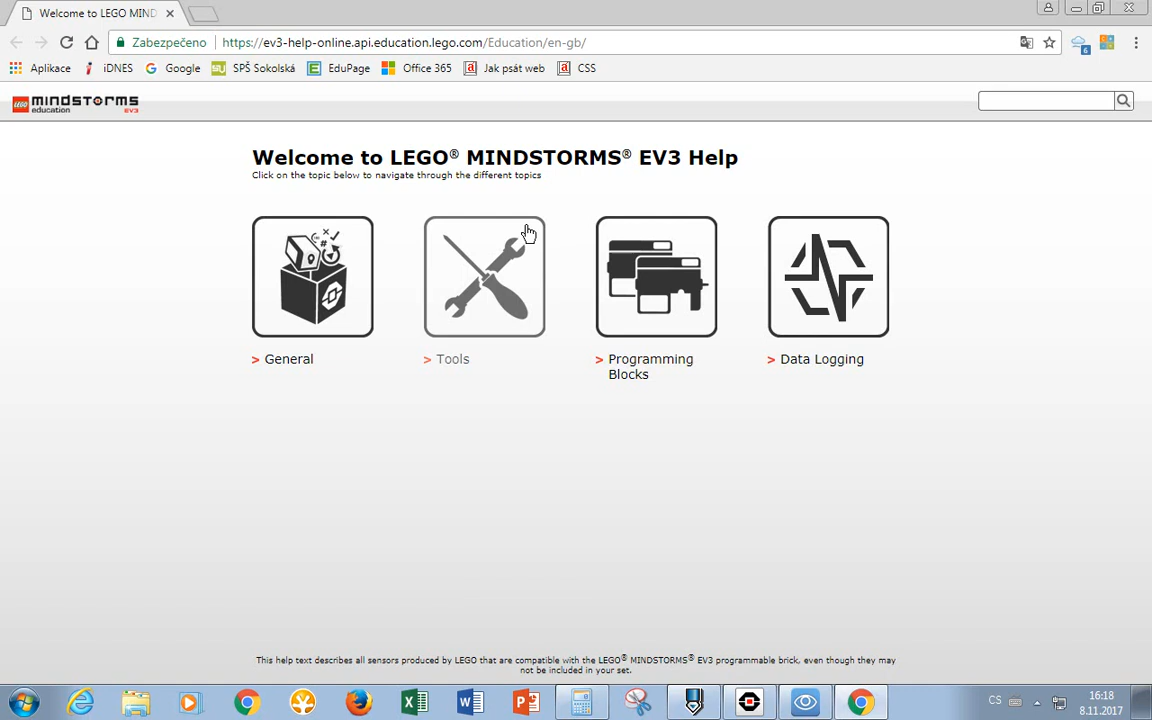 Welcome to LEGO MIND
Zabezpečeno
https://ev3-help-online.api.education.lego.com/Education/en-gb/
6
Aplikace
iDNES
Google
SPŠ Sokolská
EduPage
Office 365
Jak psát web
CSS
LEGO mindstorms
education EV3
Welcome to LEGO® MINDSTORMS® EV3 Help
Click on the topic below to navigate through the different topics
> General
> Tools
> Programming
Blocks
> Data Logging
This help text describes all sensors produced by LEGO that are compatible with the LEGO® MINDSTORMS® EV3 programmable brick, even though they may
not be included in your set.
CS
16:18
8.11.2017